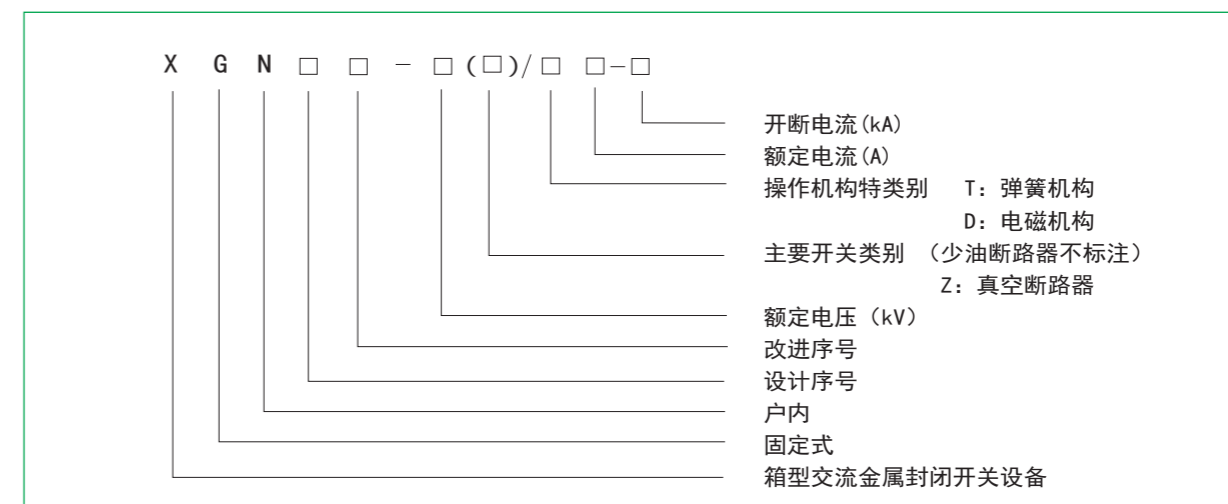 X G N □ □ - □(□)/□ □-□
开断电流(kA)
额定电流(A)
操作机构特类别 T: 弹簧机构
D: 电磁机构
主要开关类别 (少油断路器不标注)
Z: 真空断路器
额定电压 (kV)
改进序号
设计序号
户内
固定式
箱型交流金属封闭开关设备